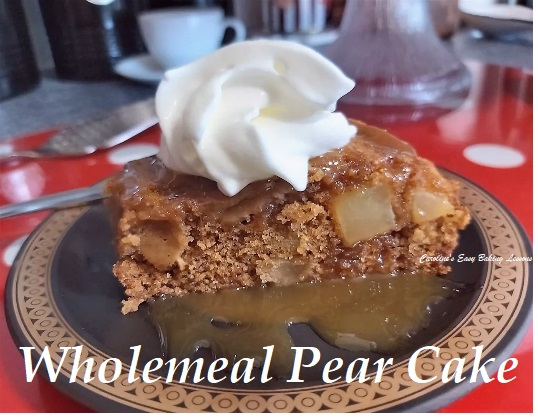 Caroline's Easy Baking Lessons
Wholemeal Pear Cake